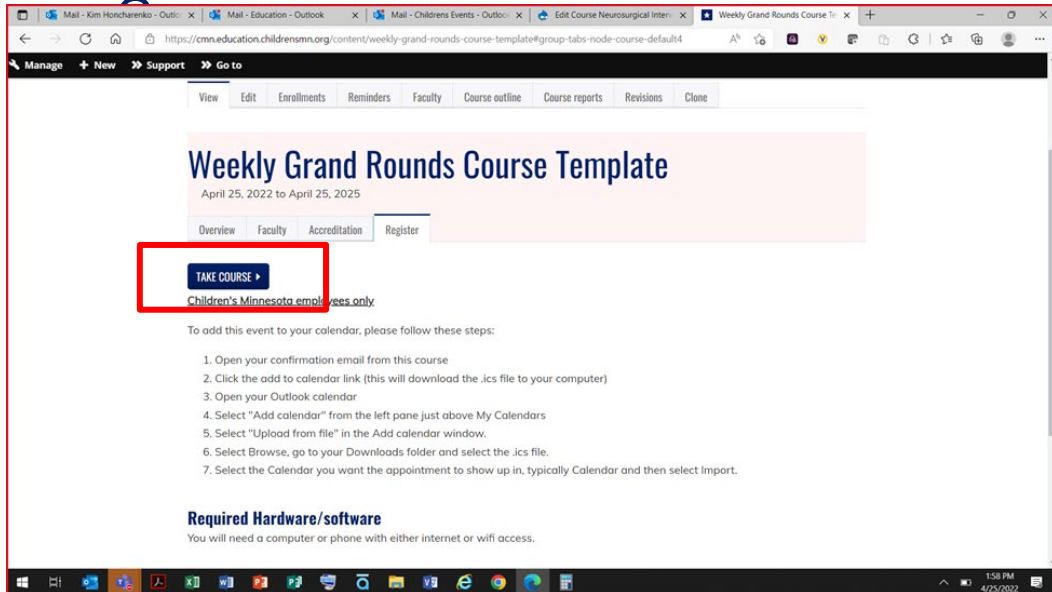 Mail - Kim Honcharenko - Outlo
Mail - Education - Outlook
Mail - Childrens Events - Outloo
Edit Course Neurosurgical Interv
Weekly Grand Rounds Course Te
https://cmn.education.childrensmn.org/content/weekly-grand-rounds-course-template#group-tabs-node-course-default4
Manage + New Support Go to
View Edit Enrollments Reminders Faculty Course outline Course reports Revisions Clone
Weekly Grand Rounds Course Template
April 25, 2022 to April 25, 2025
Overview Faculty Accreditation Register
TAKE COURSE
Children's Minnesota employees only
To add this event to your calendar, please follow these steps:
1. Open your confirmation email from this course
2. Click the add to calendar link (this will download the .ics file to your computer)
3. Open your Outlook calendar
4. Select "Add calendar" from the left pane just above My Calendars
5. Select "Upload from file" in the Add calendar window.
6. Select Browse, go to your Downloads folder and select the .ics file.
7. Select the Calendar you want the appointment to show up in, typically Calendar and then select Import.
Required Hardware/software
You will need a computer or phone with either internet or wifi access.
1:58 PM
4/25/2022